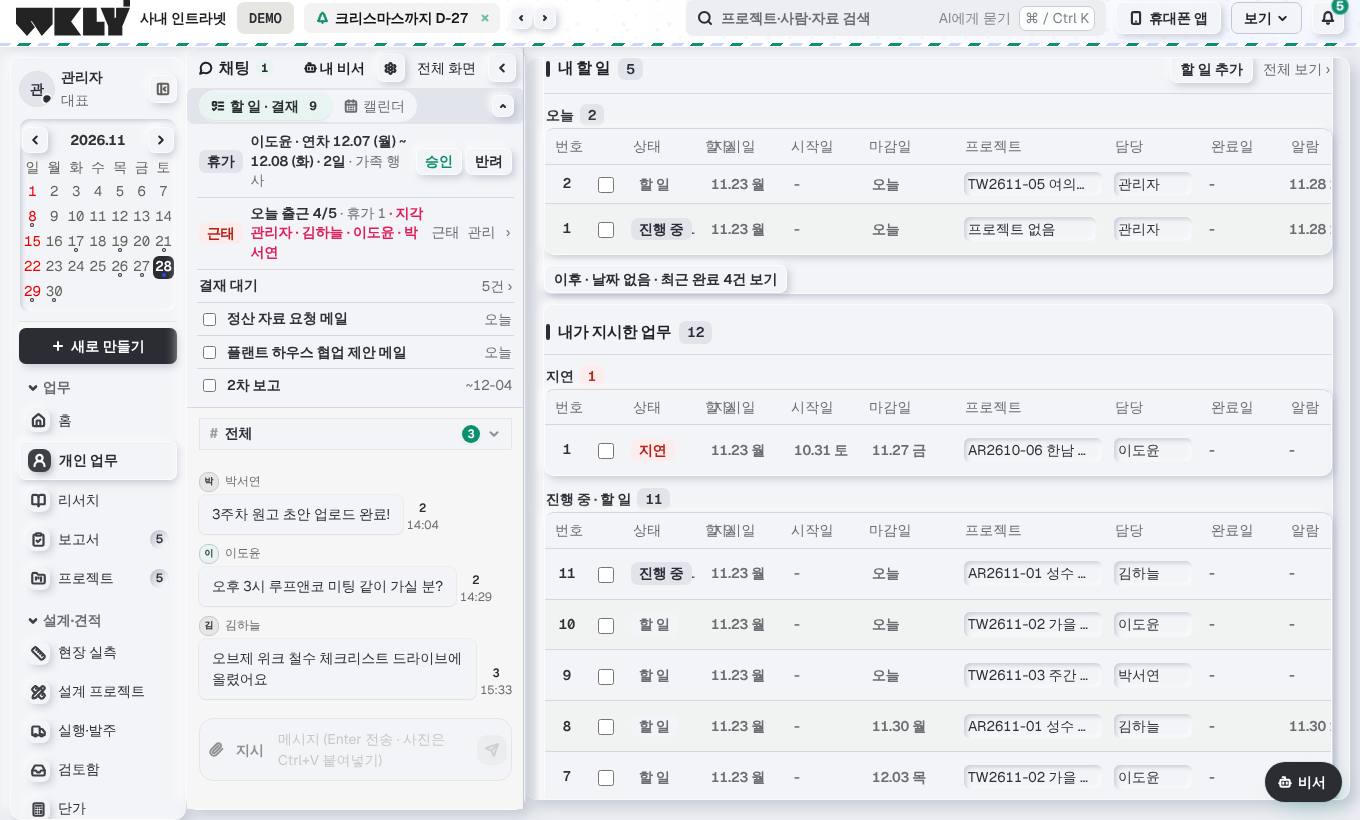 WKLY 사내 인트라넷 DEMO 크리스마스까지 D-27 × ‹ › 프로젝트·사람·자료 검색 AI에게 묻기 ⌘ / Ctrl K 휴대폰 앱 보기 5
관 관리자
대표
2026.11
일 월 화 수 목 금 토
1 2 3 4 5 6 7
8 9 10 11 12 13 14
15 16 17 18 19 20 21
22 23 24 25 26 27 28
29 30
+ 새로 만들기
업무
홈
개인 업무
리서치
보고서 5
프로젝트 5
설계·견적
현장 실측
설계 프로젝트
실행·발주
검토함
단가
채팅 1 내 비서 전체 화면
할 일 · 결재 9 캘린더
휴가 이도윤 · 연차 12.07 (월) ~
12.08 (화) · 2일 · 가족 행
사
승인 반려
근태 오늘 출근 4/5 · 휴가 1 · 지각
관리자 · 김하늘 · 이도윤 · 박
서연
근태 관리 ›
결재 대기 5건 ›
정산 자료 요청 메일 오늘
플랜트 하우스 협업 제안 메일 오늘
2차 보고 ~12-04
# 전체 3
박 박서연
3주차 원고 초안 업로드 완료! 2
14:04
이 이도윤
오후 3시 루프앤코 미팅 같이 가실 분? 2
14:29
김 김하늘
오브제 위크 철수 체크리스트 드라이브에
올렸어요 3
15:33
지시 메시지 (Enter 전송 · 사진은
Ctrl+V 붙여넣기)
내 할 일 5 할 일 추가 전체 보기 ›
오늘 2
번호 상태 시작일 마감일 프로젝트 담당 완료일 알람
2 할 일 11.23 월 - 오늘 TW2611-05 여의… 관리자 - 11.28
1 진행 중 11.23 월 - 오늘 프로젝트 없음 관리자 - 11.28
이후 · 날짜 없음 · 최근 완료 4건 보기
내가 지시한 업무 12
지연 1
번호 상태 시작일 마감일 프로젝트 담당 완료일 알람
1 지연 11.23 월 10.31 토 11.27 금 AR2610-06 한남 … 이도윤 - -
진행 중 · 할 일 11
번호 상태 시작일 마감일 프로젝트 담당 완료일 알람
11 진행 중 11.23 월 - 오늘 AR2611-01 성수 … 김하늘 - -
10 할 일 11.23 월 - 오늘 TW2611-02 가을 … 이도윤 - -
9 할 일 11.23 월 - 오늘 TW2611-03 주간 … 박서연 - -
8 할 일 11.23 월 - 11.30 월 AR2611-01 성수 … 김하늘 - 11.30
7 할 일 11.23 월 - 12.03 목 TW2611-02 가을 … 이도윤 -
비서